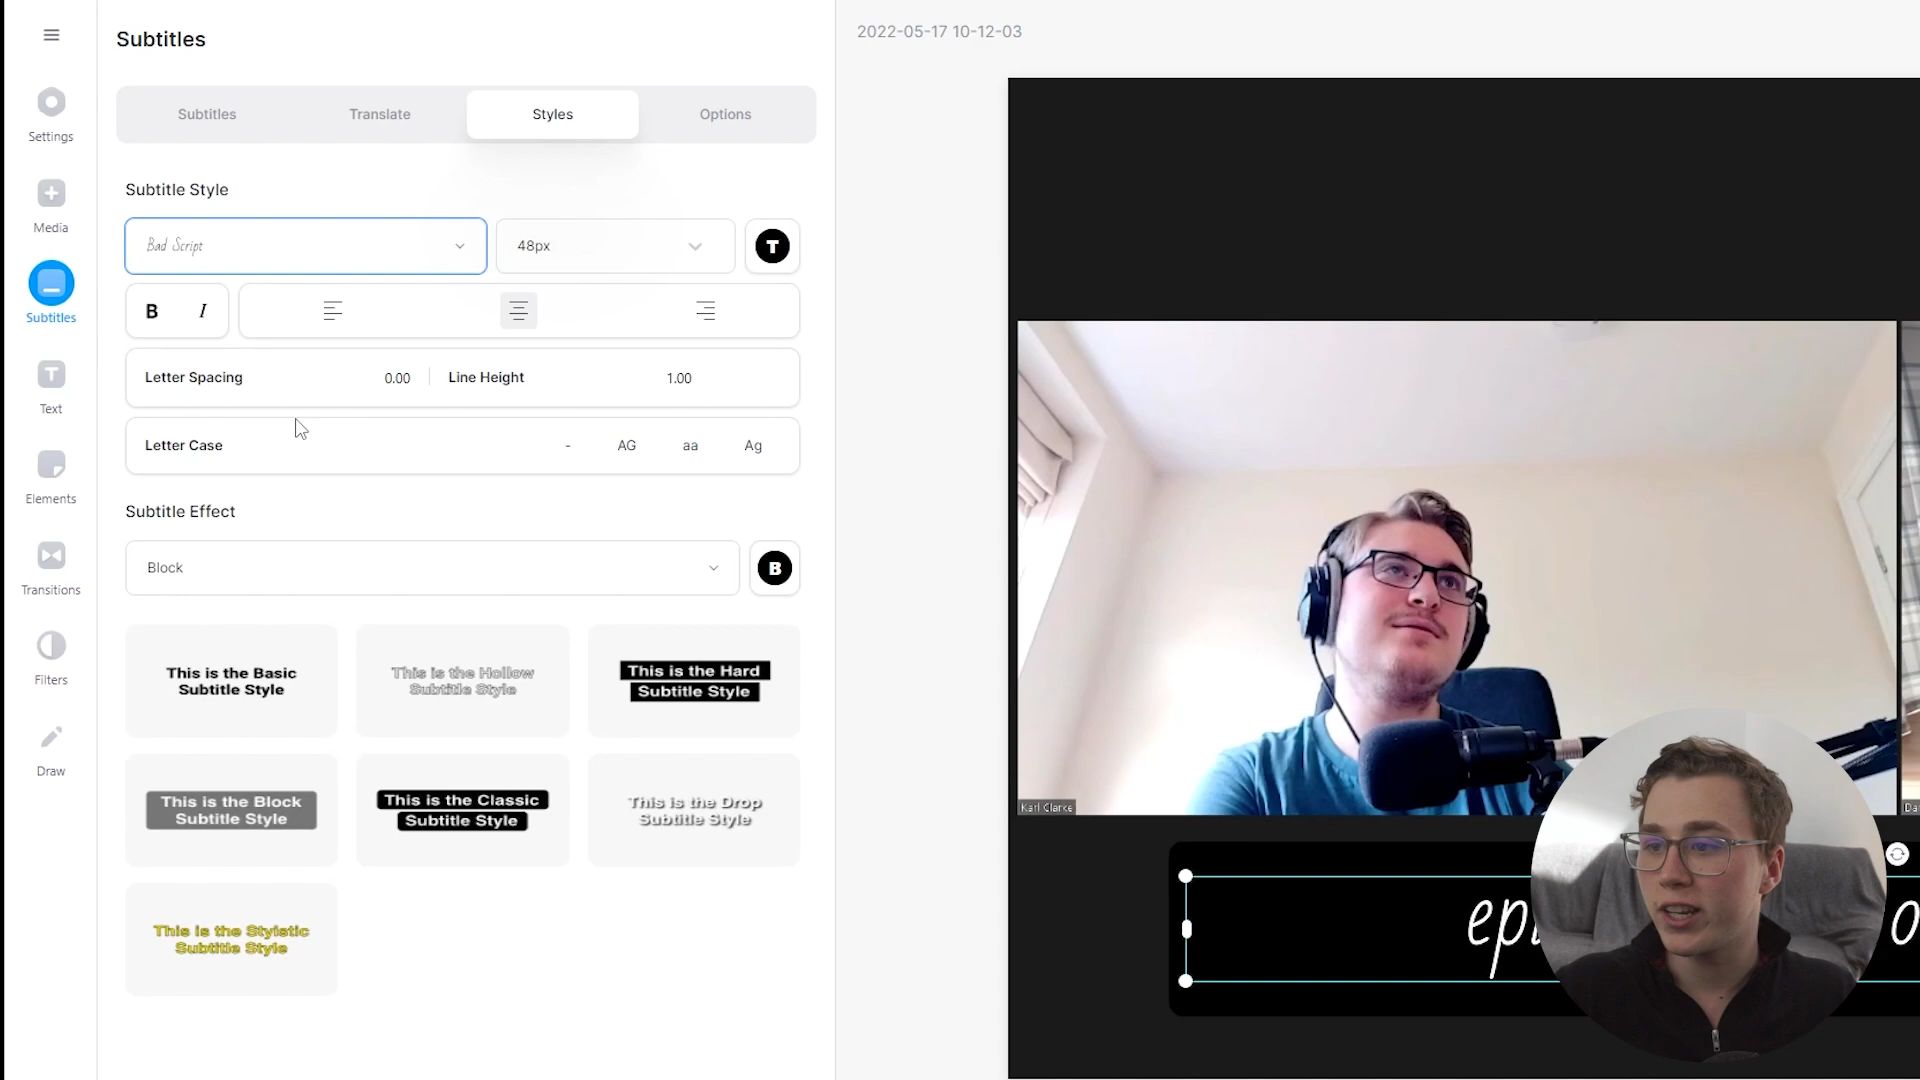 Subtitles
2022-05-17 10-12-03
Settings
Media
Subtitles
Text
Elements
Transitions
Filters
Draw
Subtitles
Translate
Styles
Options
Subtitle Style
Bad Script
48px
T
B I
Letter Spacing 0.00
Line Height 1.00
Letter Case - AG aa Ag
Subtitle Effect
Block
B
This is the Basic
Subtitle Style
This is the Hollow
Subtitle Style
This is the Hard
Subtitle Style
This is the Block
Subtitle Style
This is the Classic
Subtitle Style
This is the Drop
Subtitle Style
This is the Stylstic
Subtitle Style
Karl Clarke